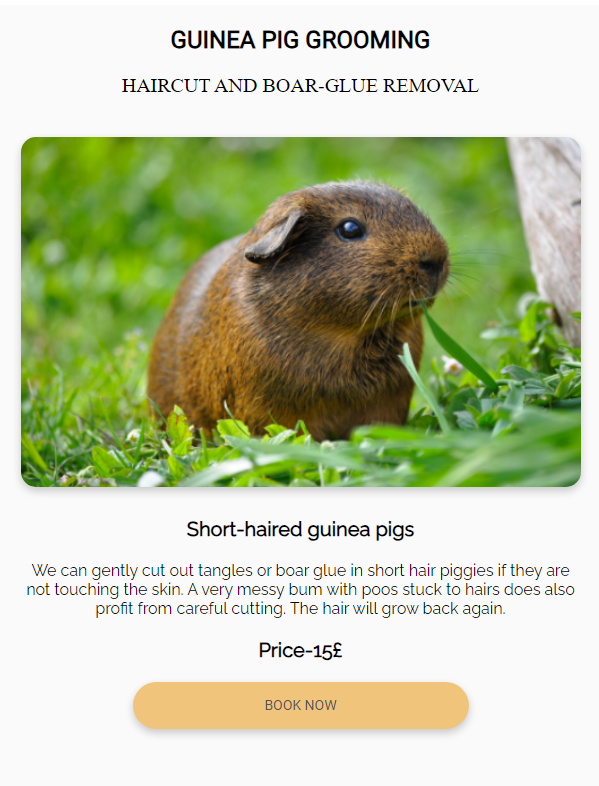 GUINEA PIG GROOMING
HAIRCUT AND BOAR-GLUE REMOVAL
Short-haired guinea pigs
We can gently cut out tangles or boar glue in short hair piggies if they are
not touching the skin. A very messy bum with poos stuck to hairs does also
profit from careful cutting. The hair will grow back again.
Price-15£
BOOK NOW